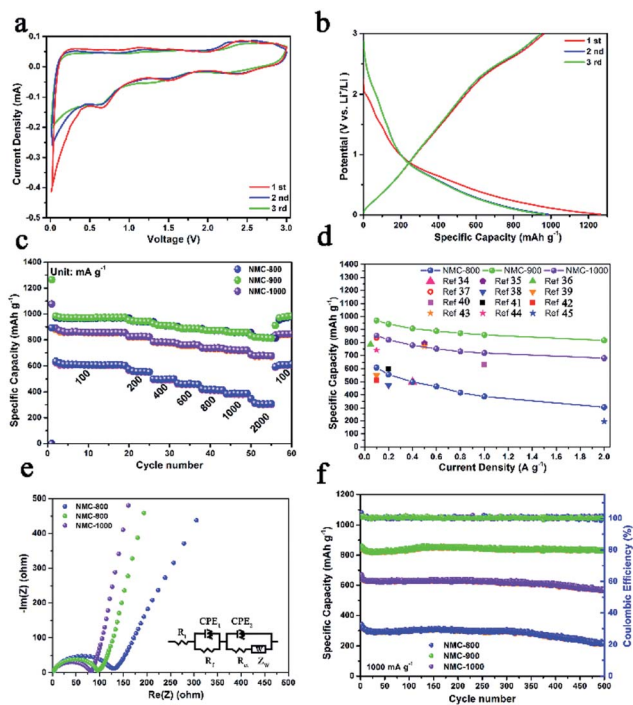 a
0.1
0.0
-0.1
-0.2
-0.3
-0.4
-0.5
Current Density (mA)
1 st
2 nd
3 rd
0.0 0.5 1.0 1.5 2.0 2.5 3.0
Voltage (V)
b
3
2
1
0
Potential (V vs. Li⁺/Li)
1 st
2 nd
3 rd
200 400 600 800 1000 1200
Specific Capacity (mAh g⁻¹)
c
1400
1200
1000
800
600
400
200
0
Specific Capacity (mAh g⁻¹)
Unit: mA g⁻¹
NMC-800
NMC-900
NMC-1000
100 200 400 600 800 1000 2000 100
0 10 20 30 40 50 60
Cycle number
d
1400
1300
1200
1100
1000
900
800
700
600
500
400
300
200
100
0
Specific Capacity (mAh g⁻¹)
NMC-800 NMC-900 NMC-1000
Ref 34 Ref 35 Ref 36
Ref 37 Ref 38 Ref 39
Ref 40 Ref 41 Ref 42
Ref 43 Ref 44 Ref 45
0.0 0.2 0.4 0.6 0.8 1.0 1.2 1.4 1.6 1.8 2.0
Current Density (A g⁻¹)
e
500
400
300
200
100
0
-Im(Z) (ohm)
NMC-800
NMC-900
NMC-1000
CPE₁ CPE₂
W
0 50 100 150 200 250 300 350 400 450 500
Re(Z) (ohm)
f
1200
1000
800
600
400
200
0
Specific Capacity (mAh g⁻¹)
NMC-800
NMC-900
NMC-1000
1000 mA g⁻¹
0 50 100 150 200 250 300 350 400 450 500
Cycle number
100
80
60
40
20
0
Coulombic Efficiency (%)